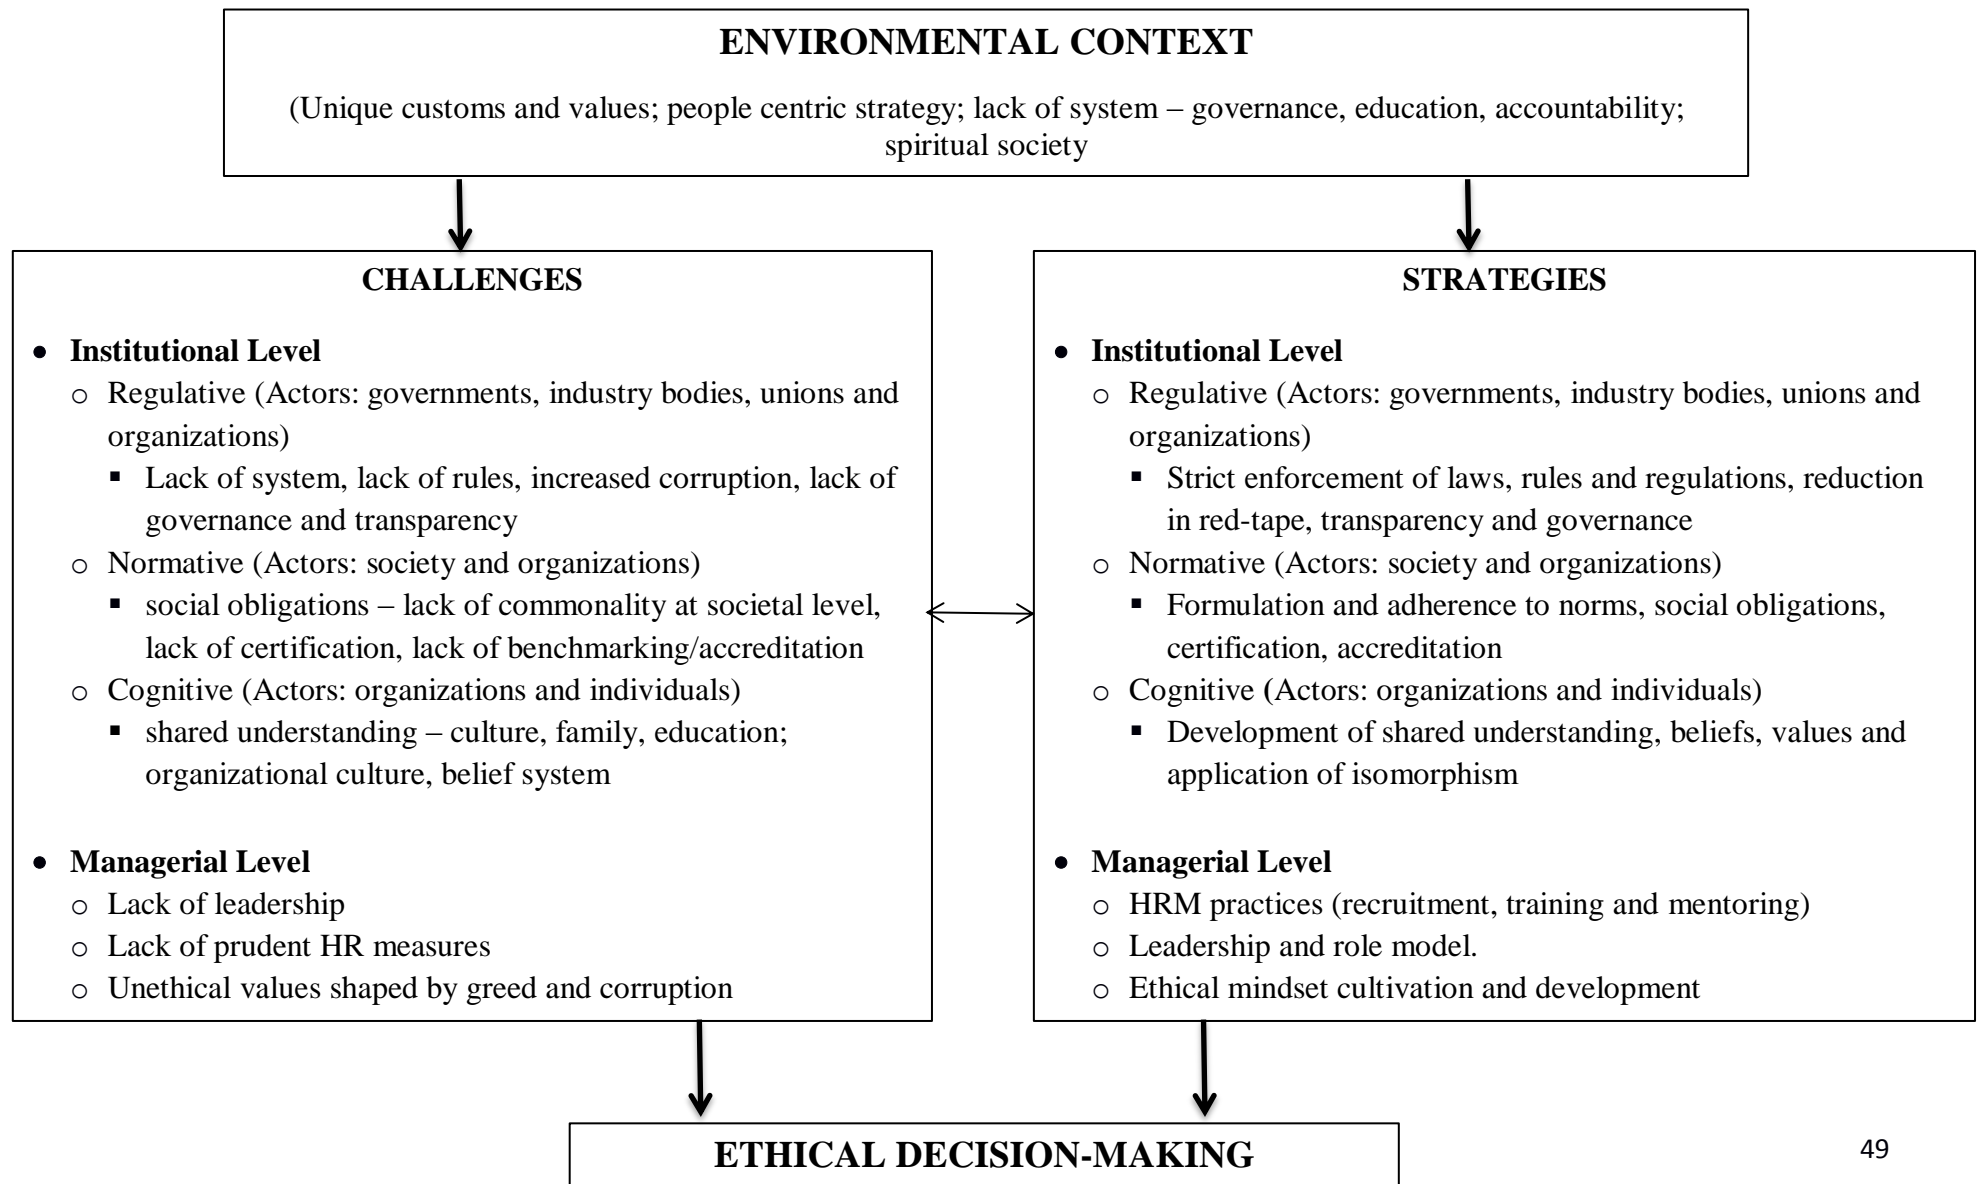 ENVIRONMENTAL CONTEXT
(Unique customs and values; people centric strategy; lack of system – governance, education, accountability;
spiritual society
CHALLENGES
• Institutional Level
o Regulative (Actors: governments, industry bodies, unions and
organizations)
▪ Lack of system, lack of rules, increased corruption, lack of
governance and transparency
o Normative (Actors: society and organizations)
▪ social obligations – lack of commonality at societal level,
lack of certification, lack of benchmarking/accreditation
o Cognitive (Actors: organizations and individuals)
▪ shared understanding – culture, family, education;
organizational culture, belief system
• Managerial Level
o Lack of leadership
o Lack of prudent HR measures
o Unethical values shaped by greed and corruption
STRATEGIES
• Institutional Level
o Regulative (Actors: governments, industry bodies, unions and
organizations)
▪ Strict enforcement of laws, rules and regulations, reduction
in red-tape, transparency and governance
o Normative (Actors: society and organizations)
▪ Formulation and adherence to norms, social obligations,
certification, accreditation
o Cognitive (Actors: organizations and individuals)
▪ Development of shared understanding, beliefs, values and
application of isomorphism
• Managerial Level
o HRM practices (recruitment, training and mentoring)
o Leadership and role model.
o Ethical mindset cultivation and development
ETHICAL DECISION-MAKING
49